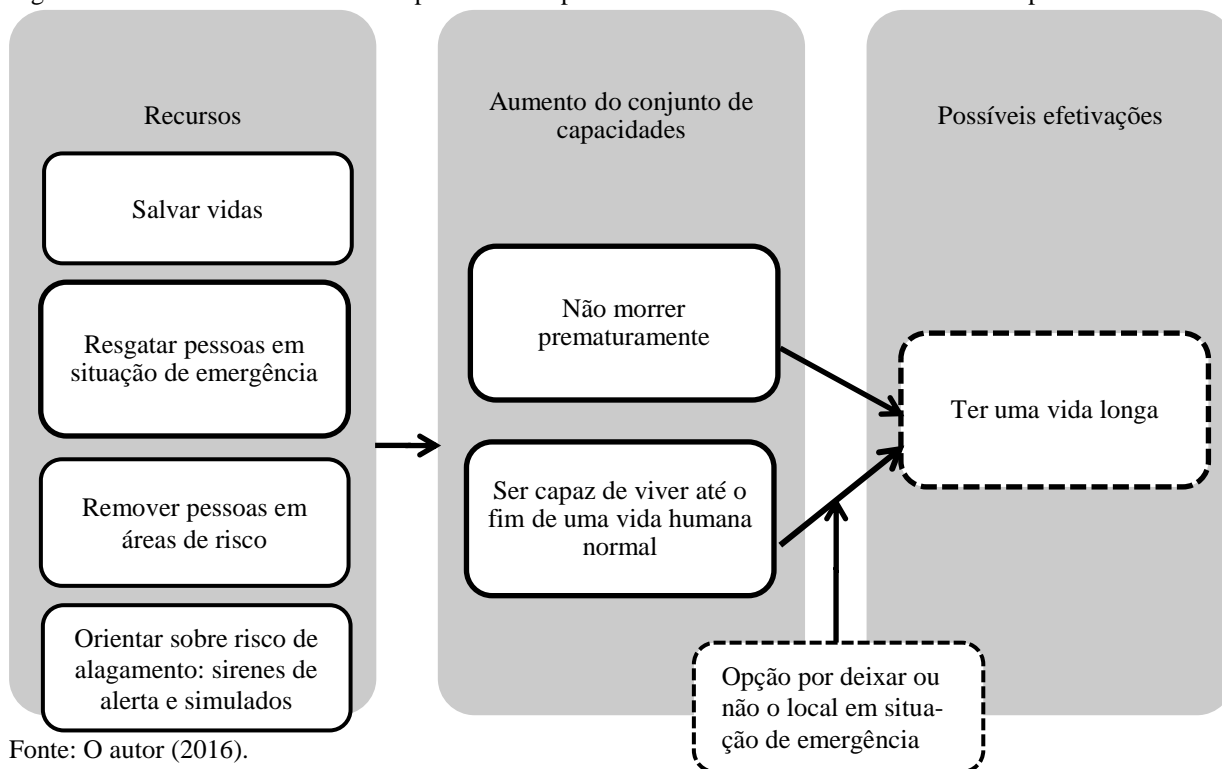 Recursos
Salvar vidas
Resgatar pessoas em
situação de emergência
Remover pessoas em
áreas de risco
Orientar sobre risco de
alagamento: sirenes de
alerta e simulados
Aumento do conjunto de
capacidades
Não morrer
prematuramente
Ser capaz de viver até o
fim de uma vida humana
normal
Opção por deixar ou
não o local em situa-
ção de emergência
Possíveis efetivações
Ter uma vida longa
Fonte: O autor (2016).